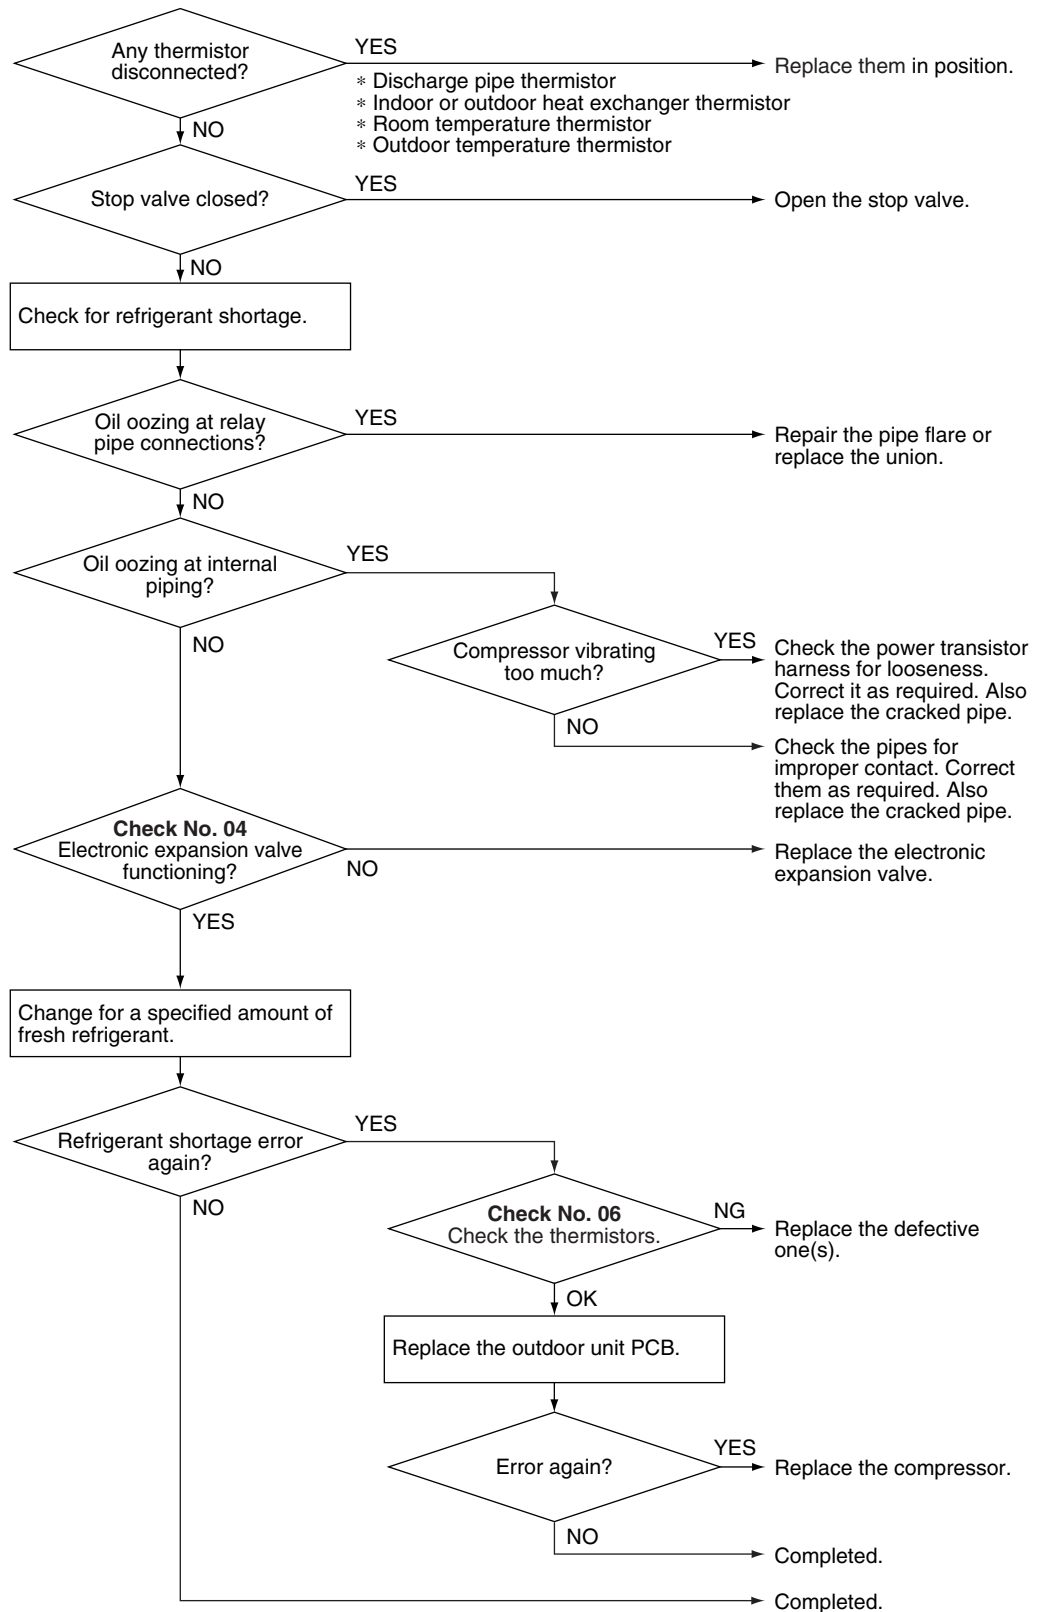 Any thermistor
disconnected?
YES
Replace them in position.
* Discharge pipe thermistor
* Indoor or outdoor heat exchanger thermistor
* Room temperature thermistor
* Outdoor temperature thermistor
NO
Stop valve closed?
YES
Open the stop valve.
NO
Check for refrigerant shortage.
Oil oozing at relay
pipe connections?
YES
Repair the pipe flare or
replace the union.
NO
Oil oozing at internal
piping?
YES
NO
Compressor vibrating
too much?
YES
Check the power transistor
harness for looseness.
Correct it as required. Also
replace the cracked pipe.
NO
Check the pipes for
improper contact. Correct
them as required. Also
replace the cracked pipe.
Check No. 04
Electronic expansion valve
functioning?
NO
Replace the electronic
expansion valve.
YES
Change for a specified amount of
fresh refrigerant.
Refrigerant shortage error
again?
YES
NO
Check No. 06
Check the thermistors.
NG
Replace the defective
one(s).
OK
Replace the outdoor unit PCB.
Error again?
YES
Replace the compressor.
NO
Completed.
Completed.